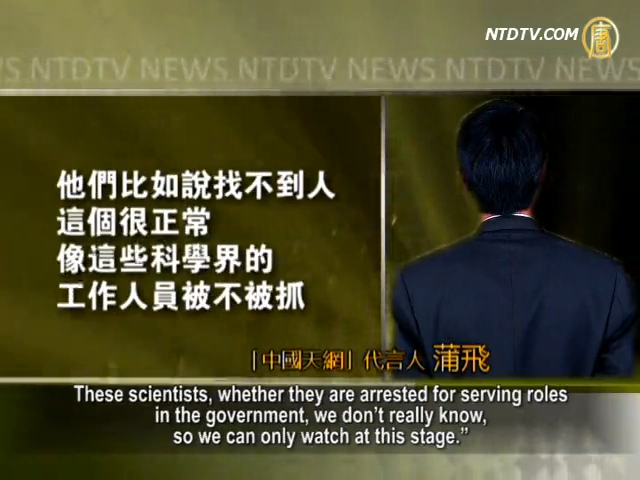 NTDTV.COM
S NTDTV NEWS NTDTV NEWS NTDTV NEWS
他們比如說找不到人
這個很正常
像這些科學界的
工作人員被不被抓
｢中國天網｣ 代言人 蒲飛
These scientists, whether they are arrested for serving roles
in the government, we don't really know,
so we can only watch at this stage.”